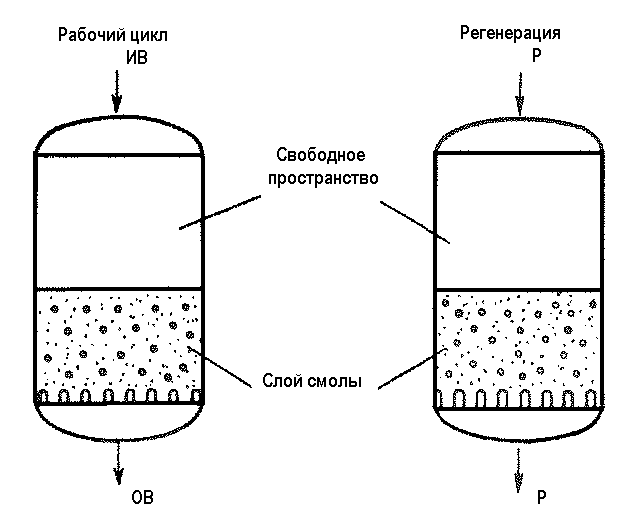 Рабочий цикл
ИВ
Регенерация
Р
Свободное
пространство
Слой смолы
ОВ
Р